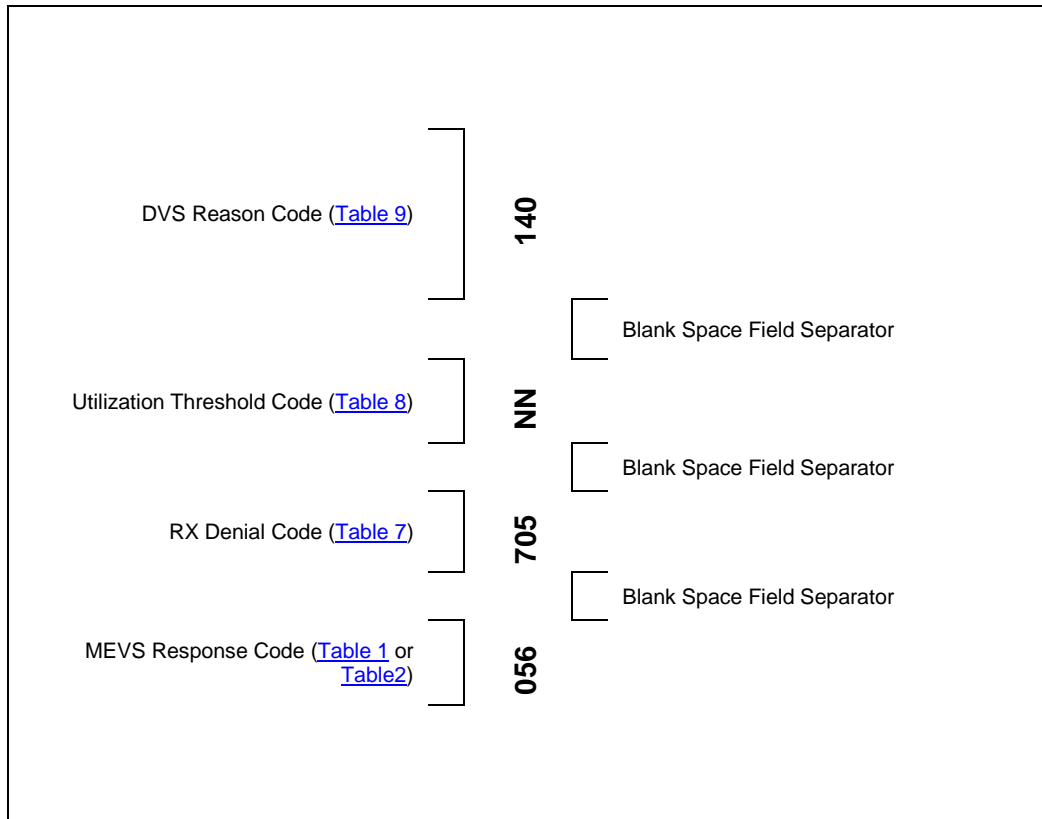 DVS Reason Code (Table 9)
140
Blank Space Field Separator
Utilization Threshold Code (Table 8)
NN
Blank Space Field Separator
RX Denial Code (Table 7)
705
Blank Space Field Separator
MEVS Response Code (Table 1 or
Table2)
056